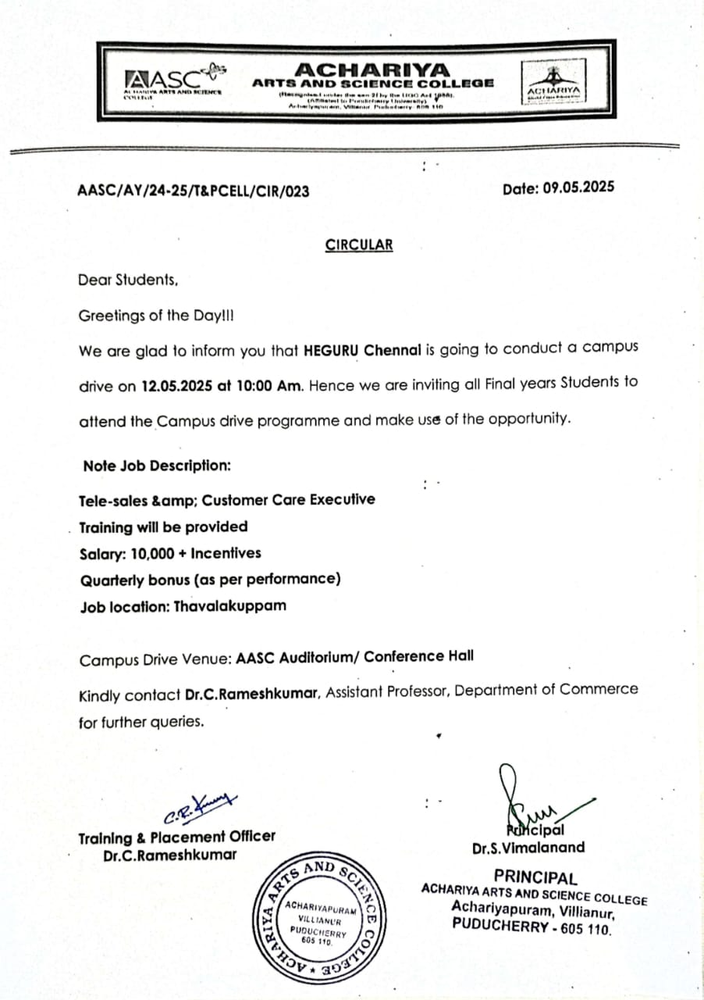 AASC
ACHARIYA ARTS AND SCIENCE
COLLEGE
ACHARIYA
ARTS AND SCIENCE COLLEGE
(Recognised under the sec 2f by the UGC Act 1956).
(Affiliated to Pondicherry University)
Achariyapuram, Villianur Puducherry 605 110
ACHARIYA
AASC/AY/24-25/T&PCELL/CIR/023
Date: 09.05.2025
CIRCULAR
Dear Students,
Greetings of the Day!!!
We are glad to inform you that HEGURU Chennai is going to conduct a campus
drive on 12.05.2025 at 10:00 Am. Hence we are inviting all Final years Students to
attend the Campus drive programme and make use of the opportunity.
Note Job Description:
Tele-sales &amp; Customer Care Executive
Training will be provided
Salary: 10,000 + Incentives
Quarterly bonus (as per performance)
Job location: Thavalakuppam
Campus Drive Venue: AASC Auditorium/ Conference Hall
Kindly contact Dr.C.Rameshkumar, Assistant Professor, Department of Commerce
for further queries.
Training & Placement Officer
Dr.C.Rameshkumar
Principal
Dr.S.Vimalanand
PRINCIPAL
ACHARIYA ARTS AND SCIENCE COLLEGE
Achariyapuram, Villianur,
PUDUCHERRY - 605 110.
ACHARIYA ARTS AND SCIENCE COLLEGE
ACHARIYAPURAM
VILLIANUR
PUDUCHERRY
605 110.